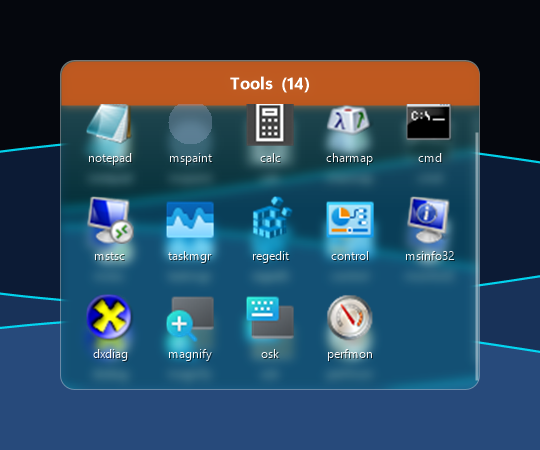 Tools (14)
notepad mspaint calc charmap cmd
mstsc taskmgr regedit control msinfo32
dxdiag magnify osk perfmon